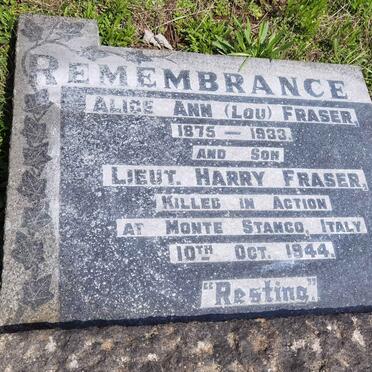 REMEMBRANCE
ALICE ANN (LOU) FRASER
1875 — 1933.
AND SON
LIEUT. HARRY FRASER,
KILLED IN ACTION
AT MONTE STANCO, ITALY
10TH OCT. 1944.
"Resting"